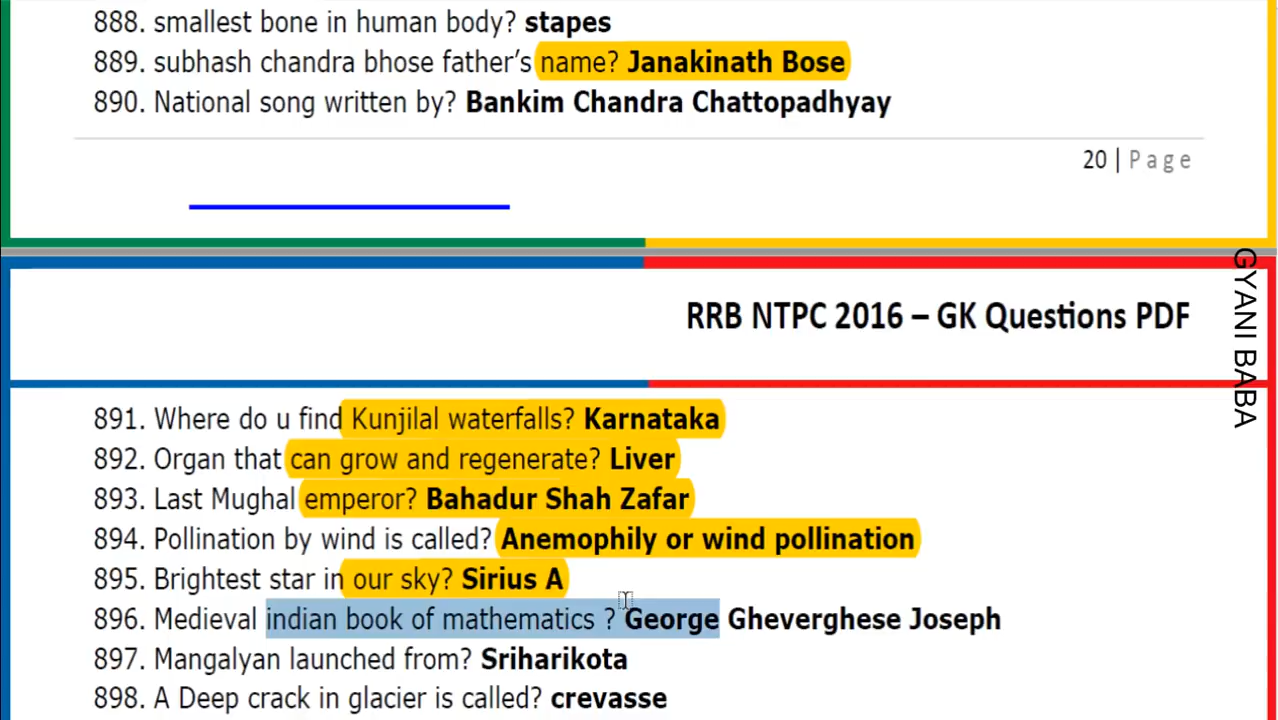 888. smallest bone in human body? stapes
889. subhash chandra bhose father’s name? Janakinath Bose
890. National song written by? Bankim Chandra Chattopadhyay
20 | Page
RRB NTPC 2016 – GK Questions PDF
GYANI BABA
891. Where do u find Kunjilal waterfalls? Karnataka
892. Organ that can grow and regenerate? Liver
893. Last Mughal emperor? Bahadur Shah Zafar
894. Pollination by wind is called? Anemophily or wind pollination
895. Brightest star in our sky? Sirius A
896. Medieval indian book of mathematics ? George Gheverghese Joseph
897. Mangalyan launched from? Sriharikota
898. A Deep crack in glacier is called? crevasse